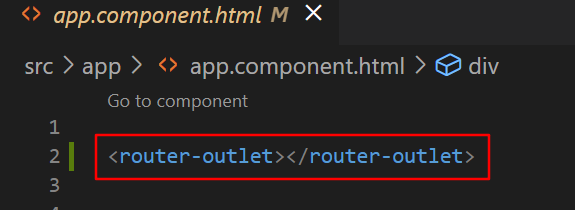 <> app.component.html M ×
src > app > <> app.component.html > div
Go to component
1
2 <router-outlet></router-outlet>
3